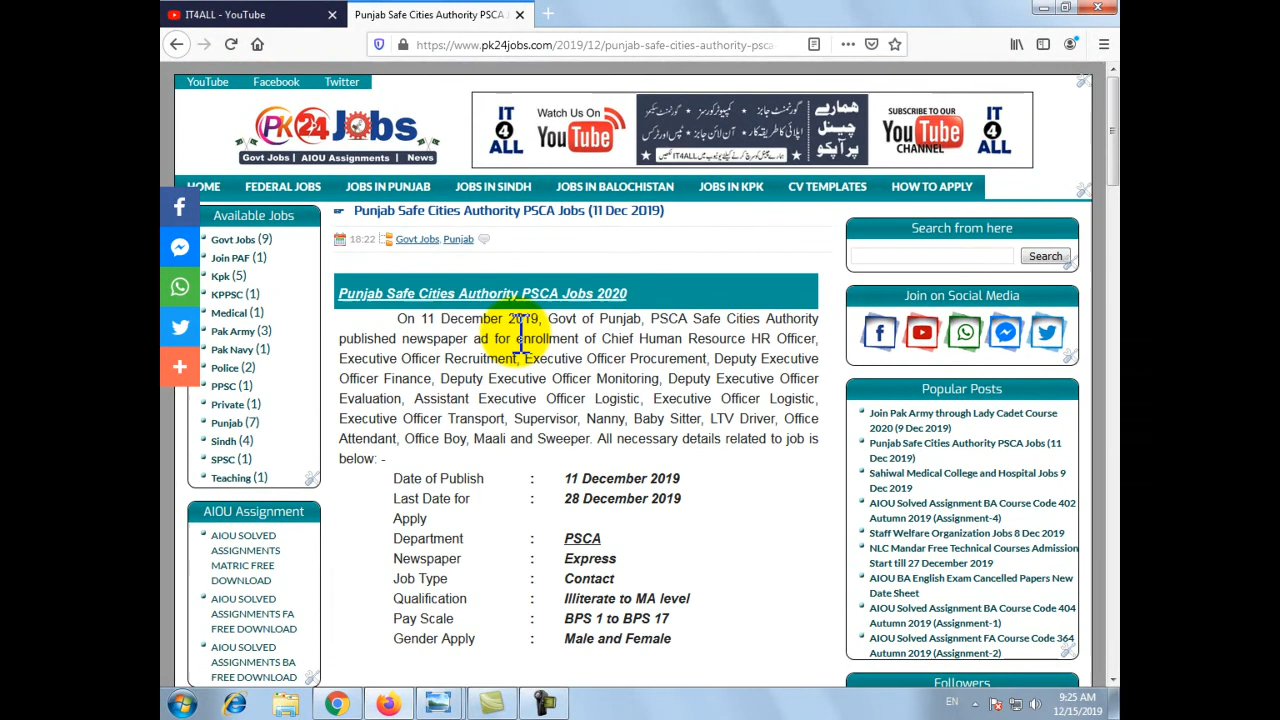 IT4ALL - YouTube
Punjab Safe Cities Authority PSCA J
https://www.pk24jobs.com/2019/12/punjab-safe-cities-authority-psca
YouTube Facebook Twitter
PK24Jobs
Govt Jobs | AIOU Assignments | News
IT 4 ALL
Watch Us On
YouTube
گورنمنٹ جابز ★ کمپیوٹر کورسز ★ گورنمنٹ سکیمز
ہمارے
چینل
پر آپکو
SUBSCRIBE TO OUR
YouTube
CHANNEL
IT 4 ALL
HOME FEDERAL JOBS JOBS IN PUNJAB JOBS IN SINDH JOBS IN BALOCHISTAN JOBS IN KPK CV TEMPLATES HOW TO APPLY
Available Jobs
Govt Jobs (9)
Join PAF (1)
Kpk (5)
KPPSC (1)
Medical (1)
Pak Army (3)
Pak Navy (1)
Police (2)
PPSC (1)
Private (1)
Punjab (7)
Sindh (4)
SPSC (1)
Teaching (1)
AIOU Assignment
AIOU SOLVED
ASSIGNMENTS
MATRIC FREE
DOWNLOAD
AIOU SOLVED
ASSIGNMENTS FA
FREE DOWNLOAD
AIOU SOLVED
ASSIGNMENTS BA
FREE DOWNLOAD
Punjab Safe Cities Authority PSCA Jobs (11 Dec 2019)
18:22 Govt Jobs, Punjab
Punjab Safe Cities Authority PSCA Jobs 2020
On 11 December 2019, Govt of Punjab, PSCA Safe Cities Authority
published newspaper ad for enrollment of Chief Human Resource HR Officer,
Executive Officer Recruitment, Executive Officer Procurement, Deputy Executive
Officer Finance, Deputy Executive Officer Monitoring, Deputy Executive Officer
Evaluation, Assistant Executive Officer Logistic, Executive Officer Logistic,
Executive Officer Transport, Supervisor, Nanny, Baby Sitter, LTV Driver, Office
Attendant, Office Boy, Maali and Sweeper. All necessary details related to job is
below: -
Date of Publish : 11 December 2019
Last Date for : 28 December 2019
Apply
Department : PSCA
Newspaper : Express
Job Type : Contact
Qualification : Illiterate to MA level
Pay Scale : BPS 1 to BPS 17
Gender Apply : Male and Female
Search from here
Search
Join on Social Media
Popular Posts
Join Pak Army through Lady Cadet Course
2020 (9 Dec 2019)
Punjab Safe Cities Authority PSCA Jobs (11
Dec 2019)
Sahiwal Medical College and Hospital Jobs 9
Dec 2019
AIOU Solved Assignment BA Course Code 402
Autumn 2019 (Assignment-4)
Staff Welfare Organization Jobs 8 Dec 2019
NLC Mandar Free Technical Courses Admission
Start till 27 December 2019
AIOU BA English Exam Cancelled Papers New
Date Sheet
AIOU Solved Assignment BA Course Code 404
Autumn 2019 (Assignment-1)
AIOU Solved Assignment FA Course Code 364
Autumn 2019 (Assignment-2)
Followers
EN
9:25 AM
12/15/2019